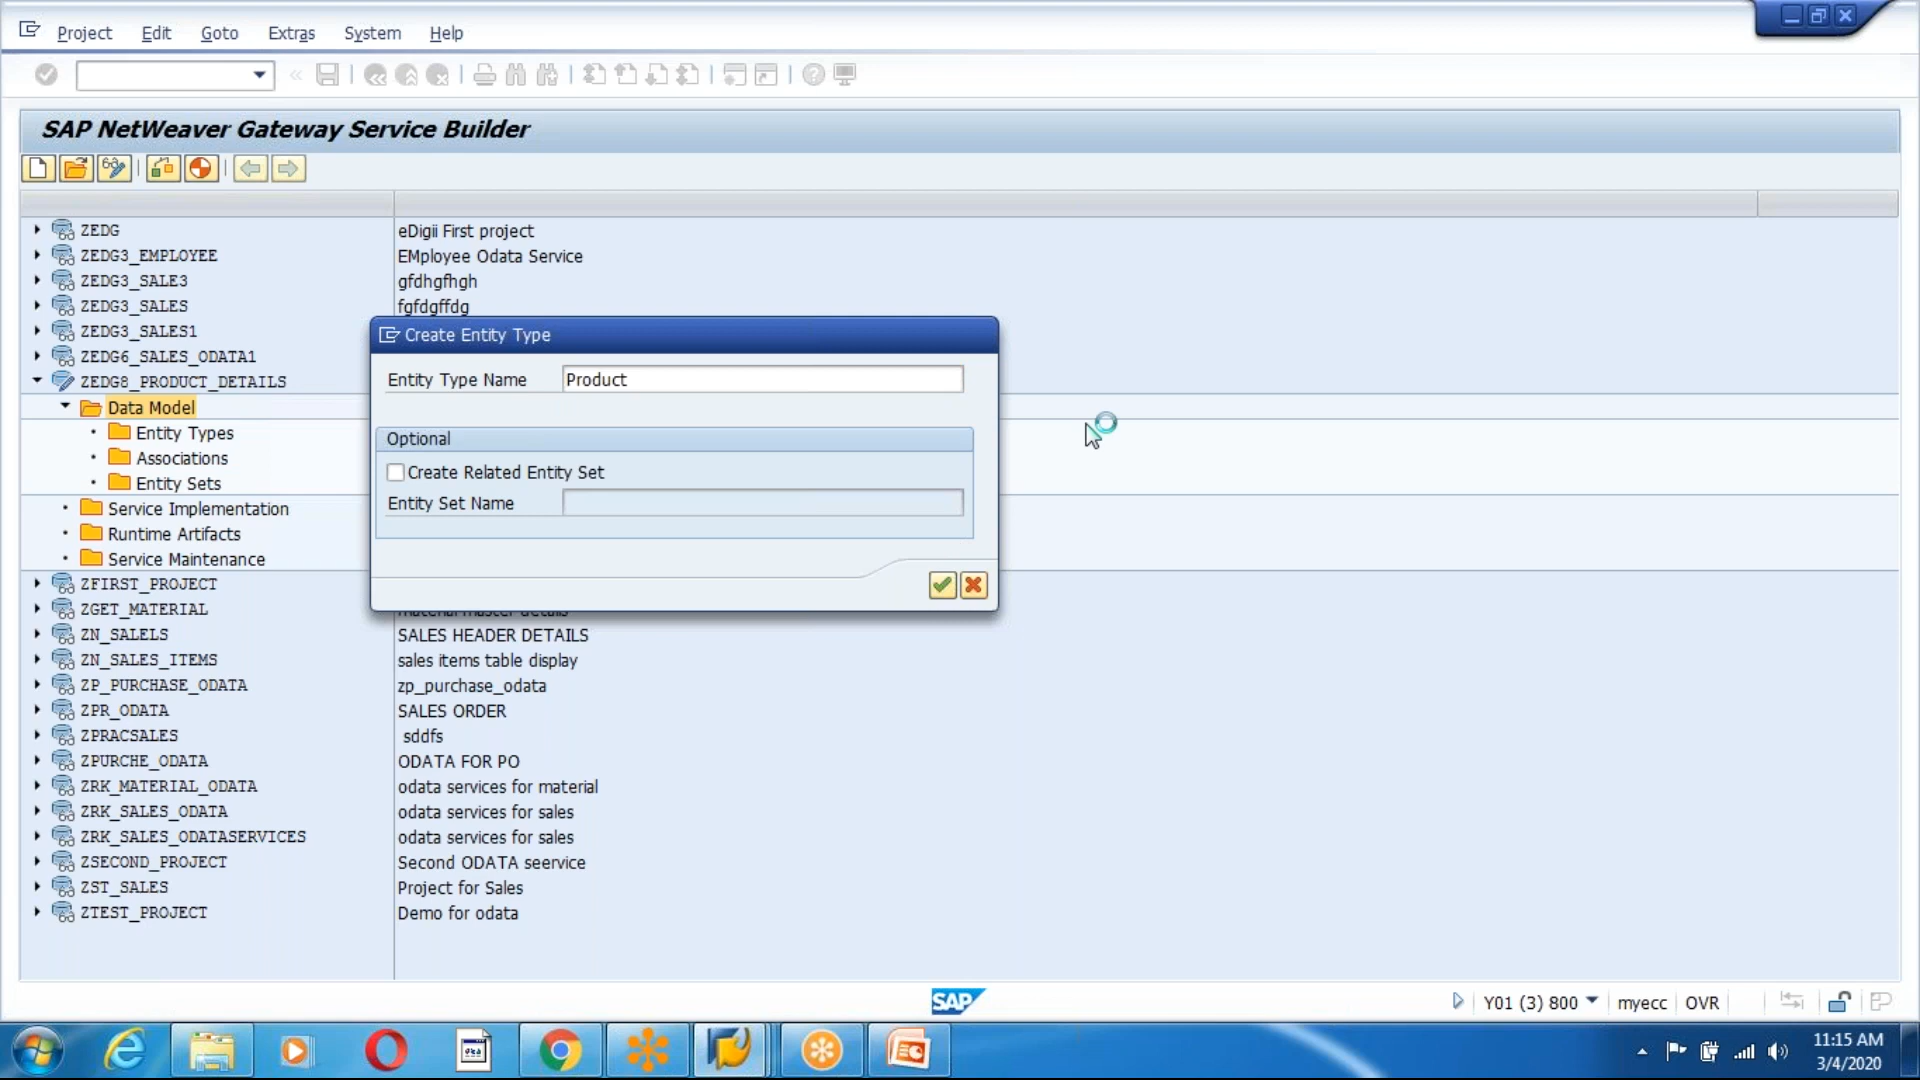 Project Edit Goto Extras System Help
SAP NetWeaver Gateway Service Builder
ZEDG eDigii First project
ZEDG3_EMPLOYEE EMployee Odata Service
ZEDG3_SALE3 gfdhgfhgh
ZEDG3_SALES fgfdgffdg
ZEDG3_SALES1
ZEDG6_SALES_ODATA1
ZEDG8_PRODUCT_DETAILS
Data Model
Entity Types
Associations
Entity Sets
Service Implementation
Runtime Artifacts
Service Maintenance
Create Entity Type
Entity Type Name Product
Optional
Create Related Entity Set
Entity Set Name
ZFIRST_PROJECT
ZGET_MATERIAL material master details
ZN_SALELS SALES HEADER DETAILS
ZN_SALES_ITEMS sales items table display
ZP_PURCHASE_ODATA zp_purchase_odata
ZPR_ODATA SALES ORDER
ZPRACSALES sddfs
ZPURCHE_ODATA ODATA FOR PO
ZRK_MATERIAL_ODATA odata services for material
ZRK_SALES_ODATA odata services for sales
ZRK_SALES_ODATASERVICES odata services for sales
ZSECOND_PROJECT Second ODATA seervice
ZST_SALES Project for Sales
ZTEST_PROJECT Demo for odata
SAP
Y01 (3) 800 myecc OVR
11:15 AM
3/4/2020